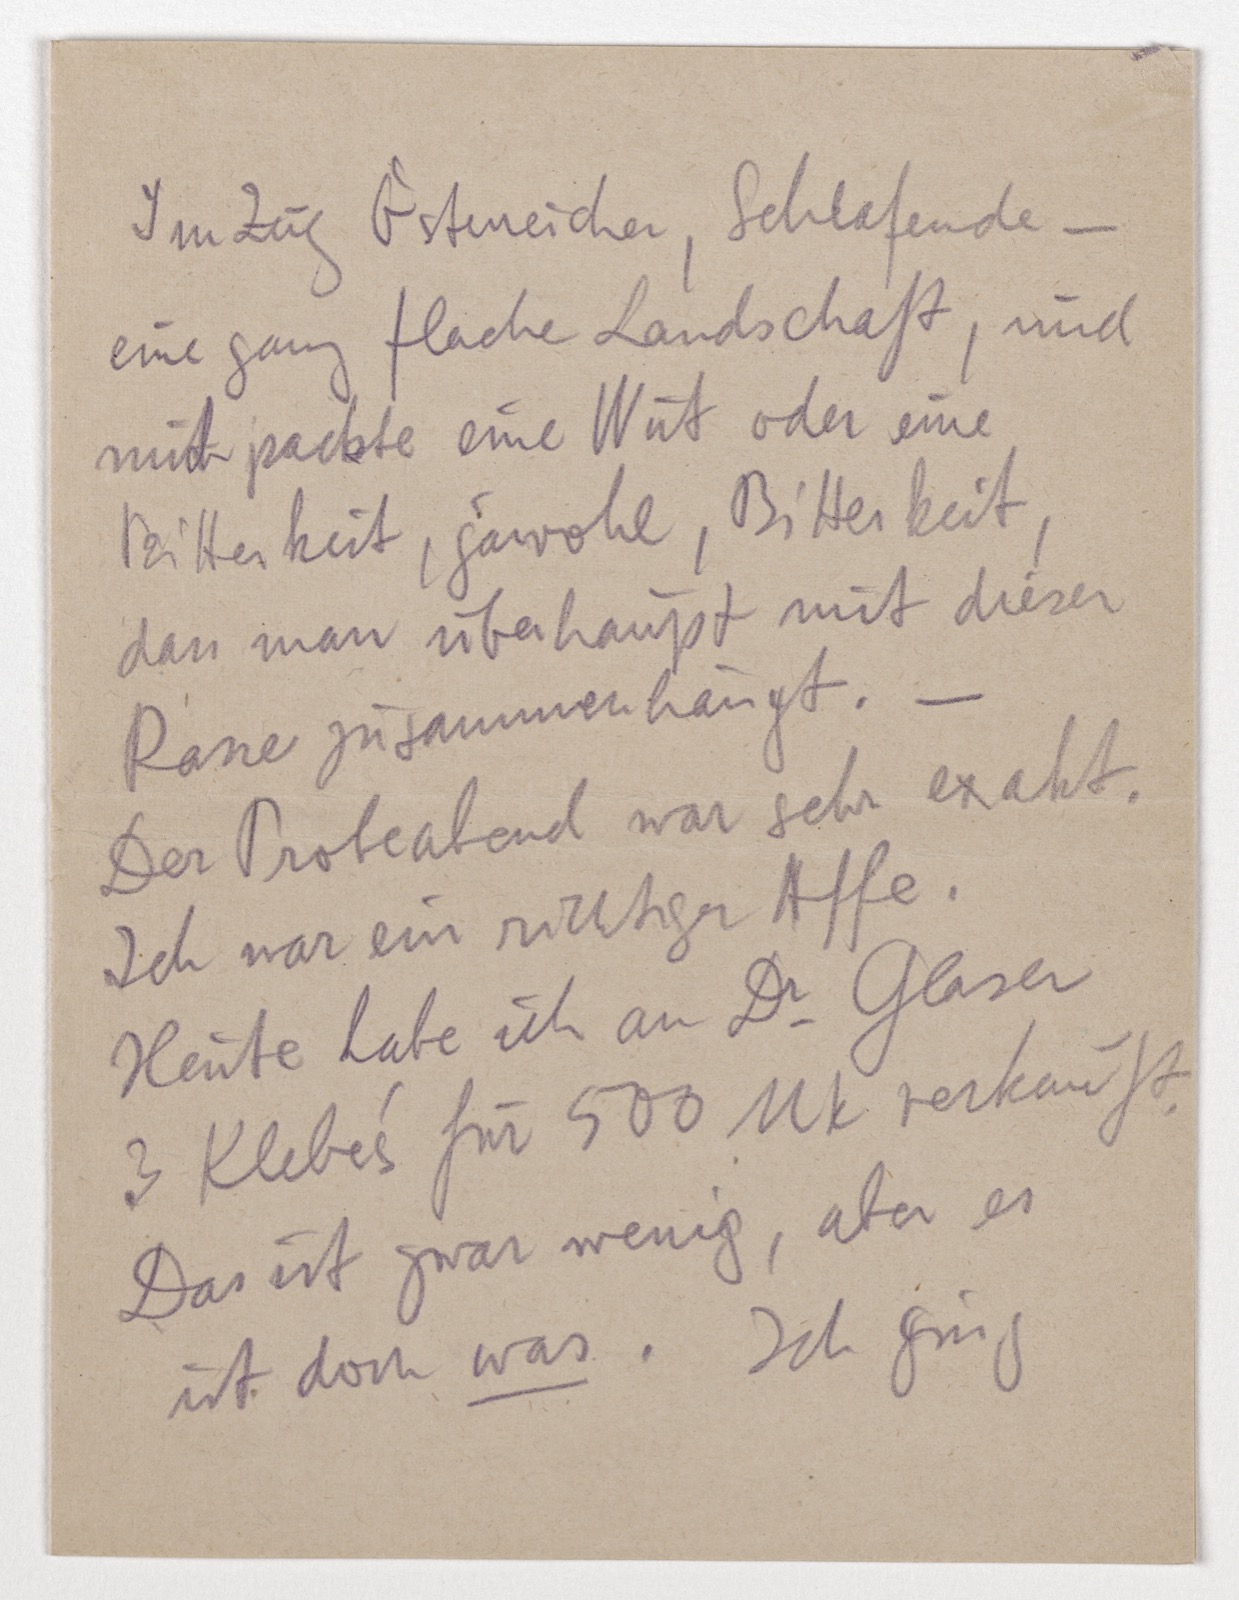 Im Zug Österreicher, Schlafende —
eine ganz flache Landschaft, und
mich packte eine Wut oder eine
Bitterkeit, jawohl, Bitterkeit,
dass man überhaupt mit dieser
Rasse zusammenhängt. —
Der Probeabend war sehr exakt.
Ich war ein richtiger Affe.
Heute habe ich an Dr. Glaser
3 Klebe's für 500 Mk verkauft.
Das ist zwar wenig, aber es
ist doch was. Ich ging